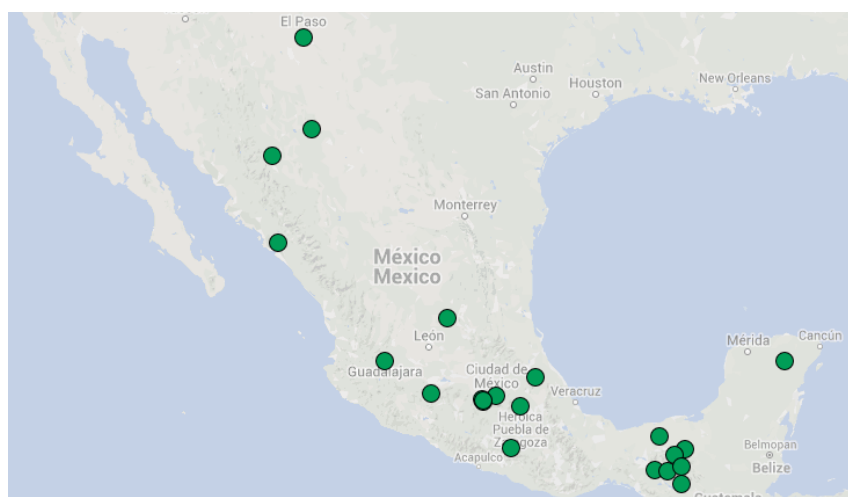 El Paso
Austin
Houston
San Antonio
New Orleans
Monterrey
México
Mexico
León
Guadalajara
Ciudad de
México
Veracruz
Heroica
Puebla de
Zaragoza
Acapulco
Mérida
Cancún
Belmopan
Belize
Guatemala